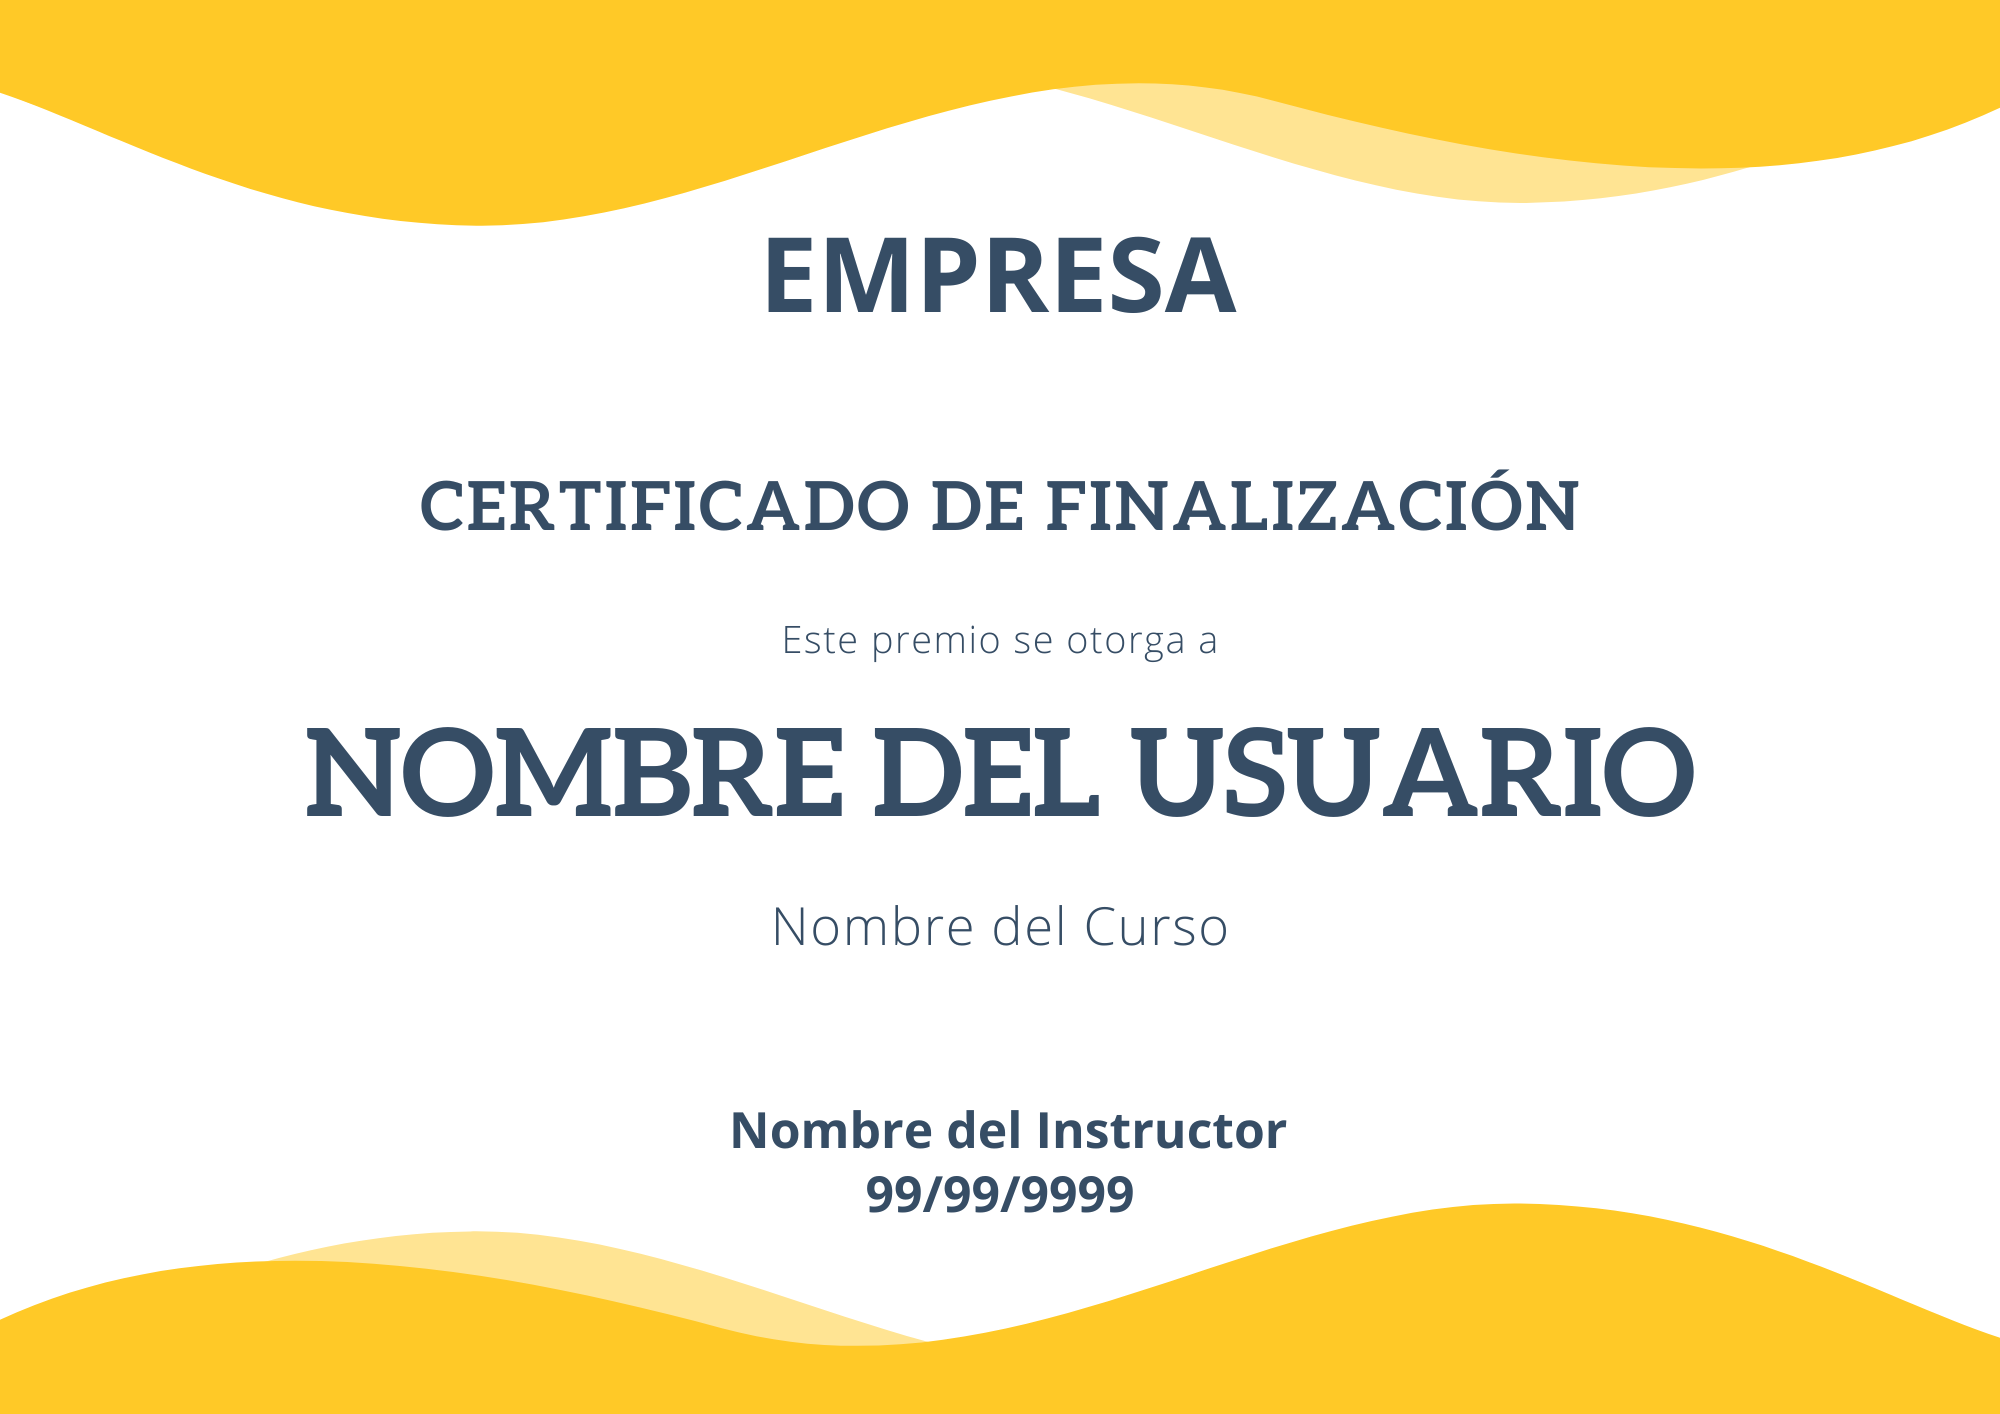 EMPRESA
CERTIFICADO DE FINALIZACIÓN
Este premio se otorga a
NOMBRE DEL USUARIO
Nombre del Curso
Nombre del Instructor
99/99/9999